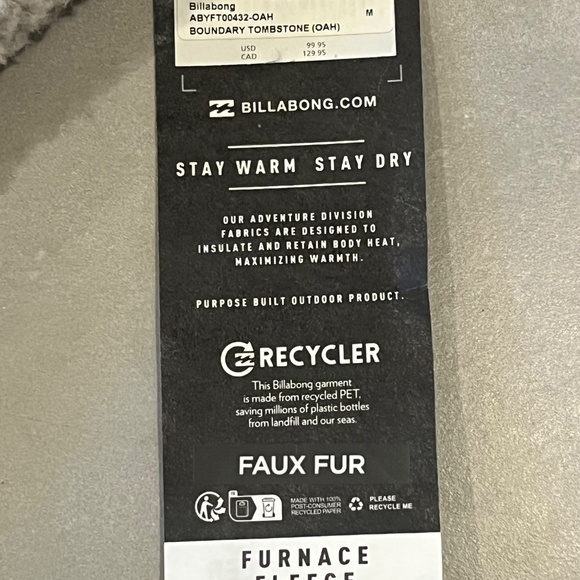 Billabong
ABYFT00432-OAH M
BOUNDARY TOMBSTONE (OAH)
USD 99.95
CAD 129.95
BILLABONG.COM
STAY WARM STAY DRY
OUR ADVENTURE DIVISION
FABRICS ARE DESIGNED TO
INSULATE AND RETAIN BODY HEAT,
MAXIMIZING WARMTH.
PURPOSE BUILT OUTDOOR PRODUCT.
RECYCLER
This Billabong garment
is made from recycled PET,
saving millions of plastic bottles
from landfill and our seas.
FAUX FUR
MADE WITH 100%
POST-CONSUMER
RECYCLED PAPER
PLEASE
RECYCLE ME
FURNACE
FLEECE